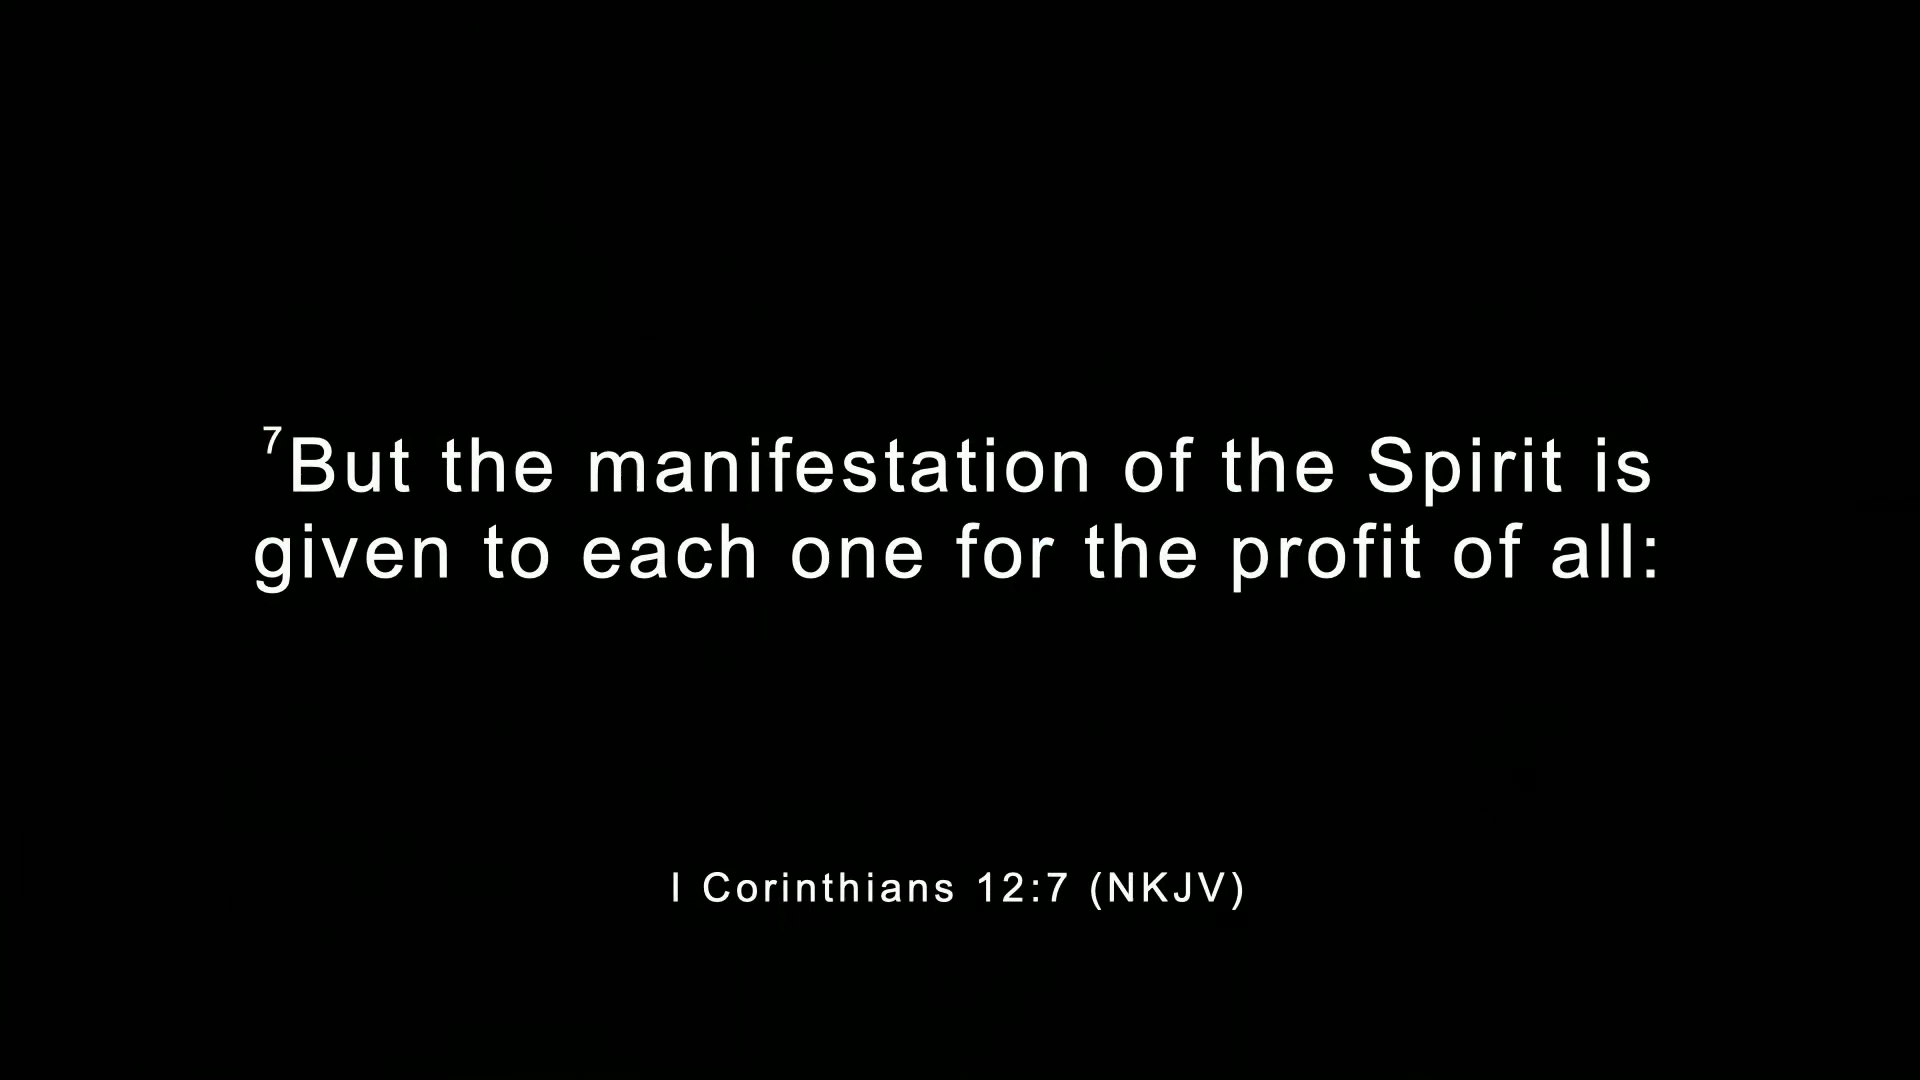 ⁷But the manifestation of the Spirit is
given to each one for the profit of all:
I Corinthians 12:7 (NKJV)